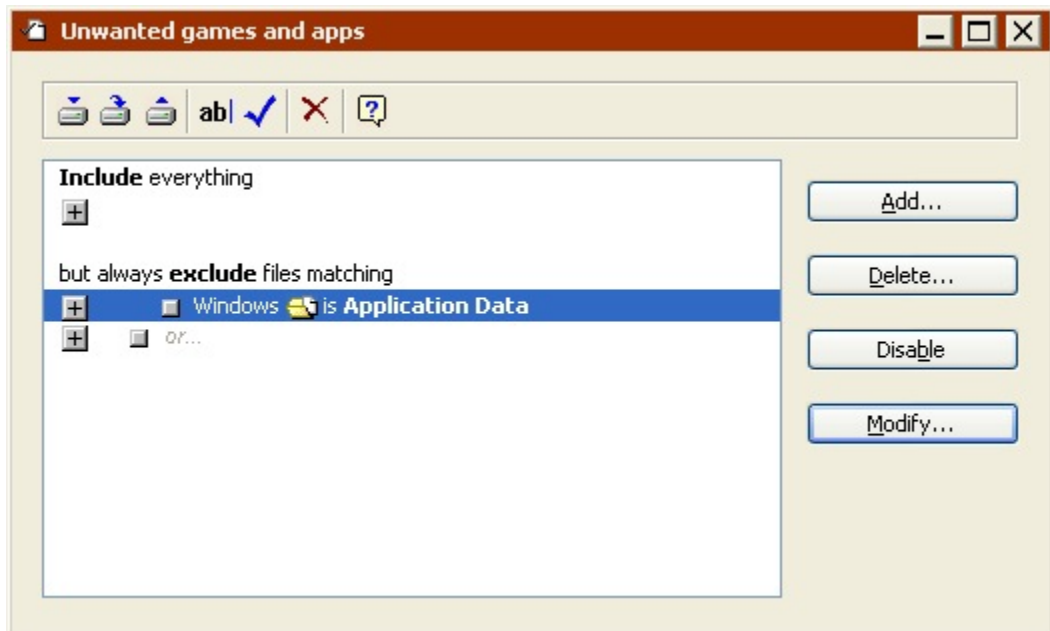 Unwanted games and apps
ab
Include everything
Add...
but always exclude files matching
Delete...
Windows is Application Data
or...
Disable
Modify...